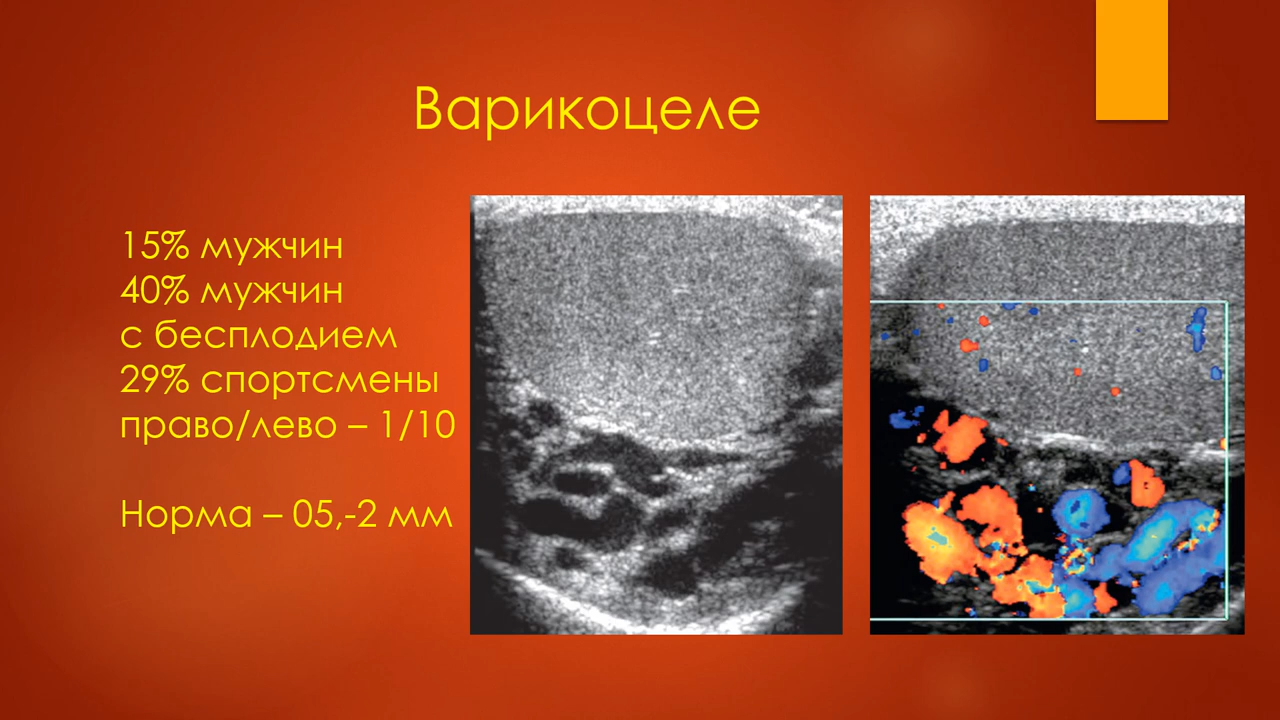 Варикоцеле
15% мужчин
40% мужчин
с бесплодием
29% спортсмены
право/лево – 1/10
Норма – 05,-2 мм